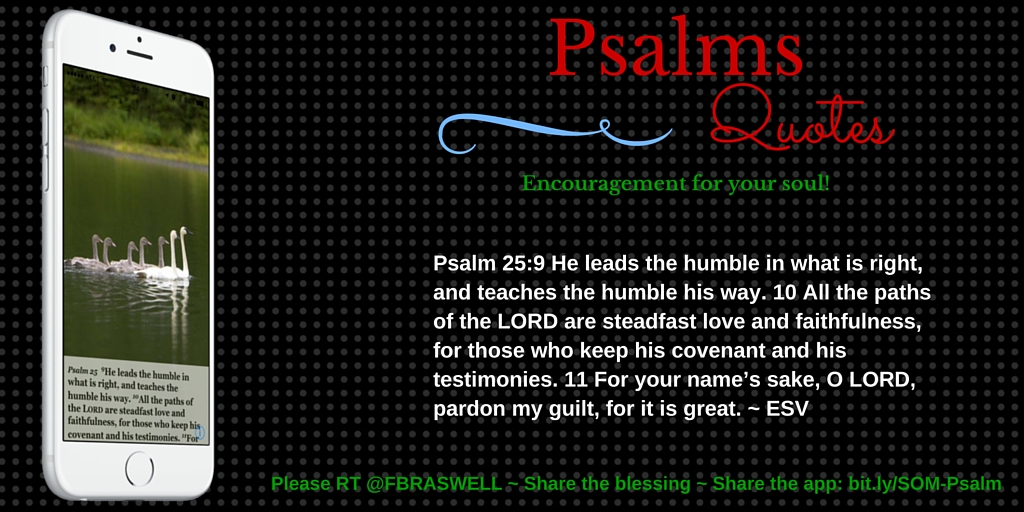 Psalms
Quotes
Encouragement for your soul!
Psalm 25:9 He leads the humble in what is right,
and teaches the humble his way. 10 All the paths
of the LORD are steadfast love and faithfulness,
for those who keep his covenant and his
testimonies. 11 For your name’s sake, O LORD,
pardon my guilt, for it is great. ~ ESV
Psalm 25 ⁹He leads the humble in
what is right, and teaches the
humble his way. ¹⁰All the paths of
the LORD are steadfast love and
faithfulness, for those who keep his
covenant and his testimonies. ¹¹For
Please RT @FBRASWELL ~ Share the blessing ~ Share the app: bit.ly/SOM-Psalm